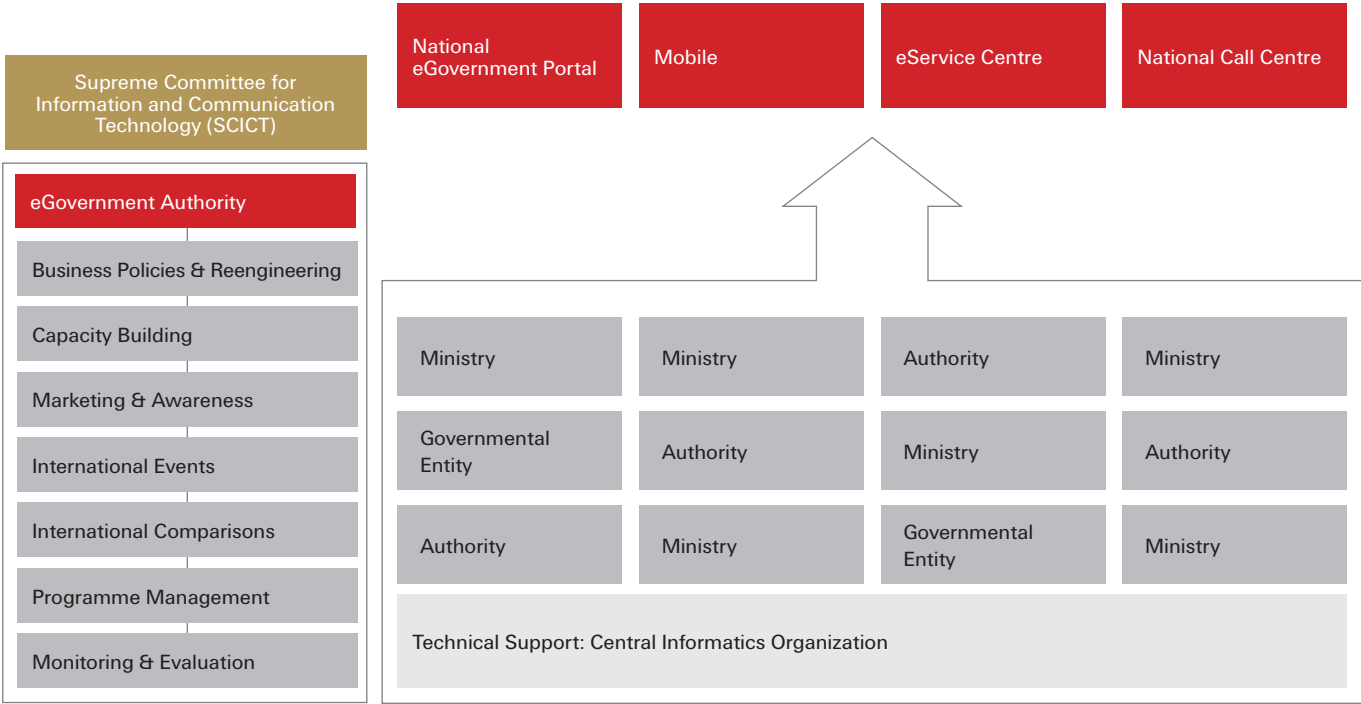 Supreme Committee for
Information and Communication
Technology (SCICT)
eGovernment Authority
Business Policies & Reengineering
Capacity Building
Marketing & Awareness
International Events
International Comparisons
Programme Management
Monitoring & Evaluation
National
eGovernment Portal
Mobile
eService Centre
National Call Centre
Ministry
Ministry
Authority
Ministry
Governmental
Entity
Authority
Ministry
Authority
Authority
Ministry
Governmental
Entity
Ministry
Technical Support: Central Informatics Organization